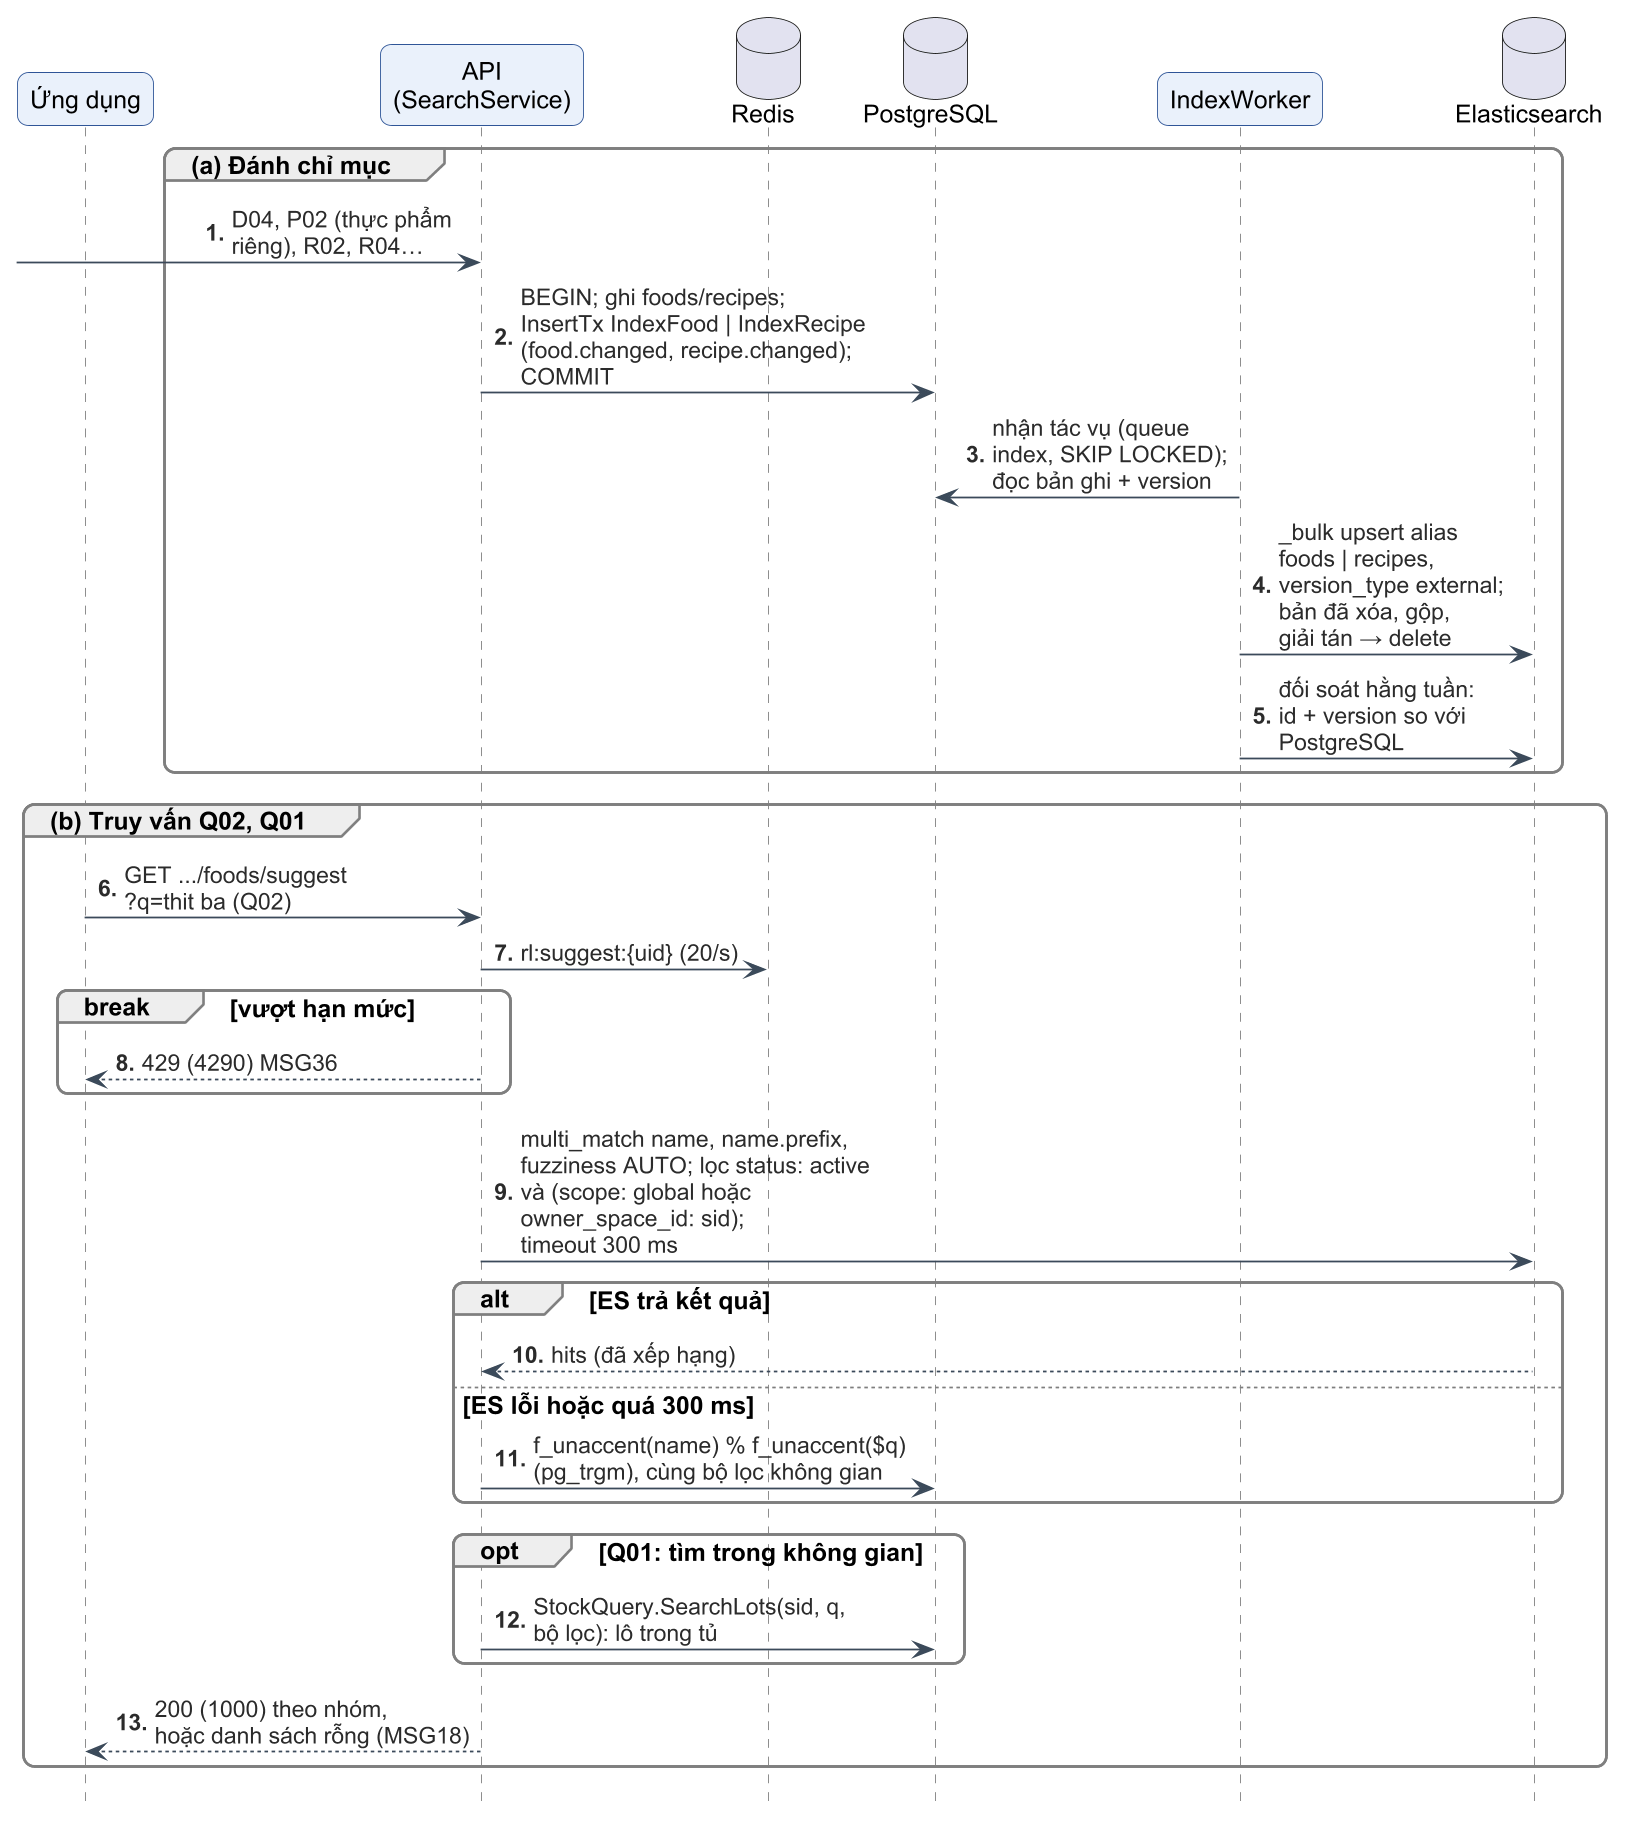 Ứng dụng
API
(SearchService)
Redis
PostgreSQL
IndexWorker
Elasticsearch
(a) Đánh chỉ mục
1. D04, P02 (thực phẩm
riêng), R02, R04…
2. BEGIN; ghi foods/recipes;
InsertTx IndexFood | IndexRecipe
(food.changed, recipe.changed);
COMMIT
3. nhận tác vụ (queue
index, SKIP LOCKED);
đọc bản ghi + version
4. _bulk upsert alias
foods | recipes,
version_type external;
bản đã xóa, gộp,
giải tán → delete
5. đối soát hằng tuần:
id + version so với
PostgreSQL
(b) Truy vấn Q02, Q01
6. GET .../foods/suggest
?q=thit ba (Q02)
7. rl:suggest:{uid} (20/s)
break [vượt hạn mức]
8. 429 (4290) MSG36
9. multi_match name, name.prefix,
fuzziness AUTO; lọc status: active
và (scope: global hoặc
owner_space_id: sid);
timeout 300 ms
alt [ES trả kết quả]
10. hits (đã xếp hạng)
[ES lỗi hoặc quá 300 ms]
11. f_unaccent(name) % f_unaccent($q)
(pg_trgm), cùng bộ lọc không gian
opt [Q01: tìm trong không gian]
12. StockQuery.SearchLots(sid, q,
bộ lọc): lô trong tủ
13. 200 (1000) theo nhóm,
hoặc danh sách rỗng (MSG18)